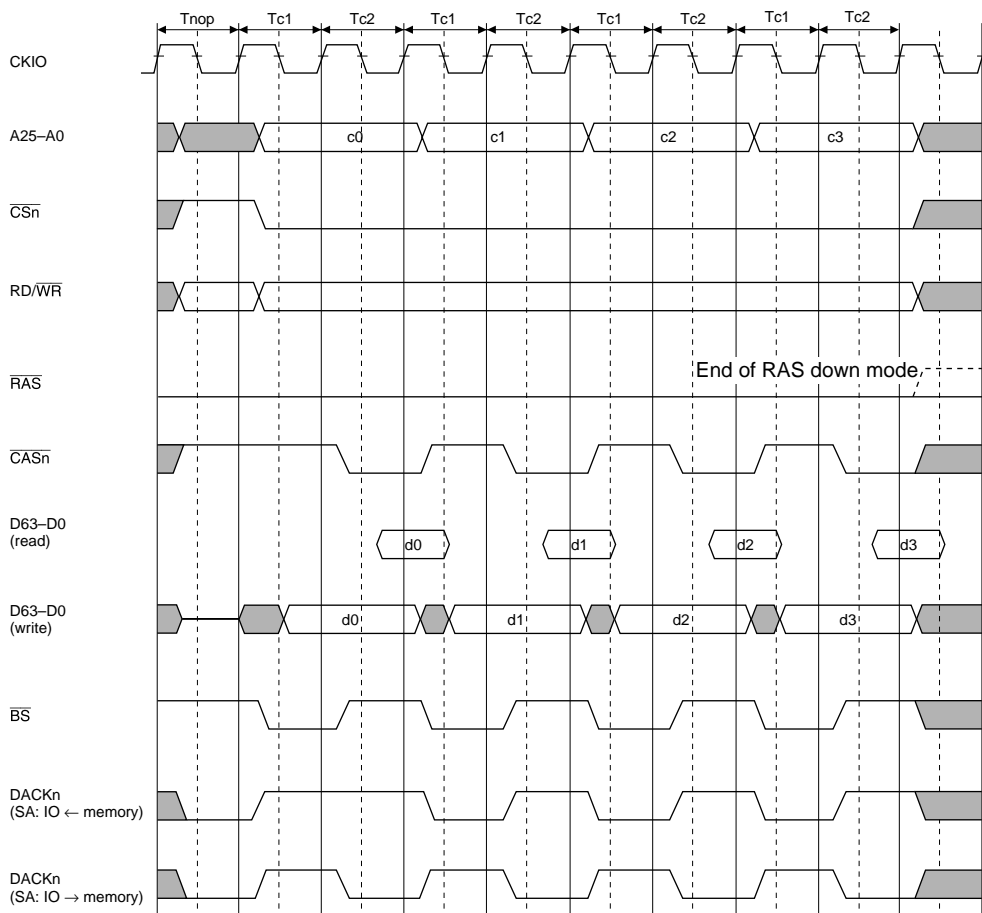 Tnop Tc1 Tc2 Tc1 Tc2 Tc1 Tc2 Tc1 Tc2
CKIO
A25–A0 c0 c1 c2 c3
CSn
RD/WR
End of RAS down mode
RAS
CASn
D63–D0
(read)
d0 d1 d2 d3
D63–D0
(write)
d0 d1 d2 d3
BS
DACKn
(SA: IO ← memory)
DACKn
(SA: IO → memory)